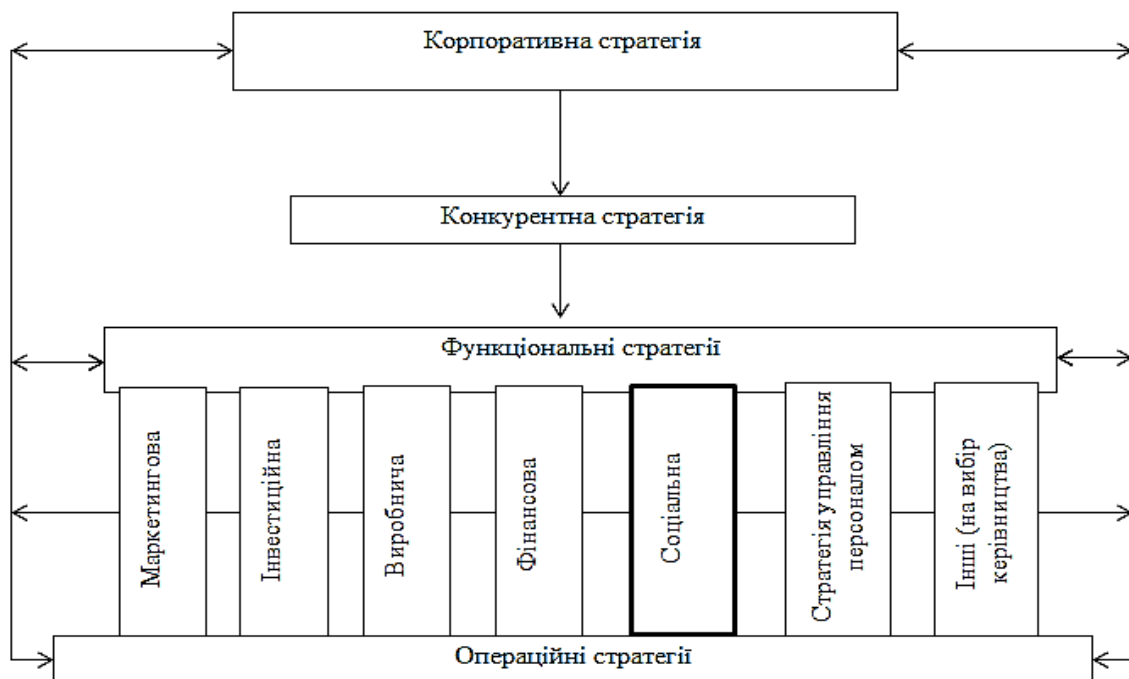 Корпоративна стратегія
Конкурентна стратегія
Функціональні стратегії
Маркетингова
Інвестиційна
Виробнича
Фінансова
Соціальна
Стратегія управління
персоналом
Інші (на вибір
керівництва)
Операційні стратегії